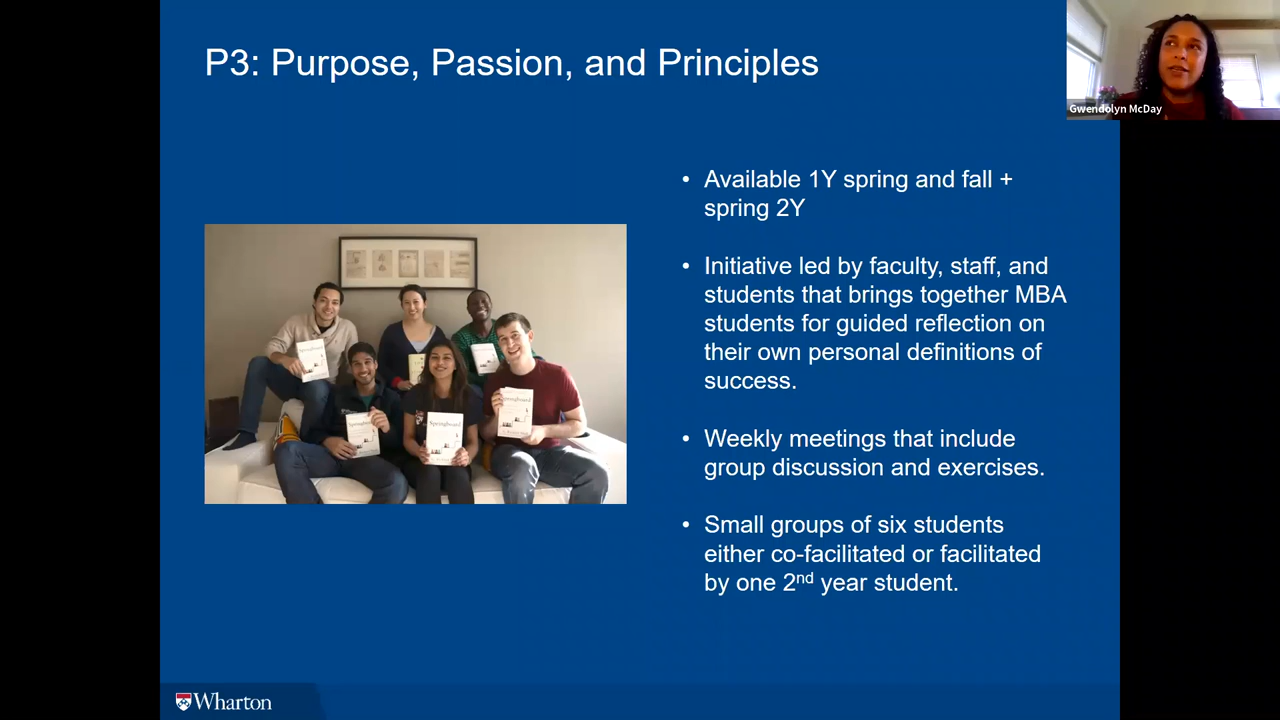 P3: Purpose, Passion, and Principles
Gwendolyn McDay
• Available 1Y spring and fall +
spring 2Y
• Initiative led by faculty, staff, and
students that brings together MBA
students for guided reflection on
their own personal definitions of
success.
• Weekly meetings that include
group discussion and exercises.
• Small groups of six students
either co-facilitated or facilitated
by one 2nd year student.
Springboard
Springboard
Springboard
Wharton